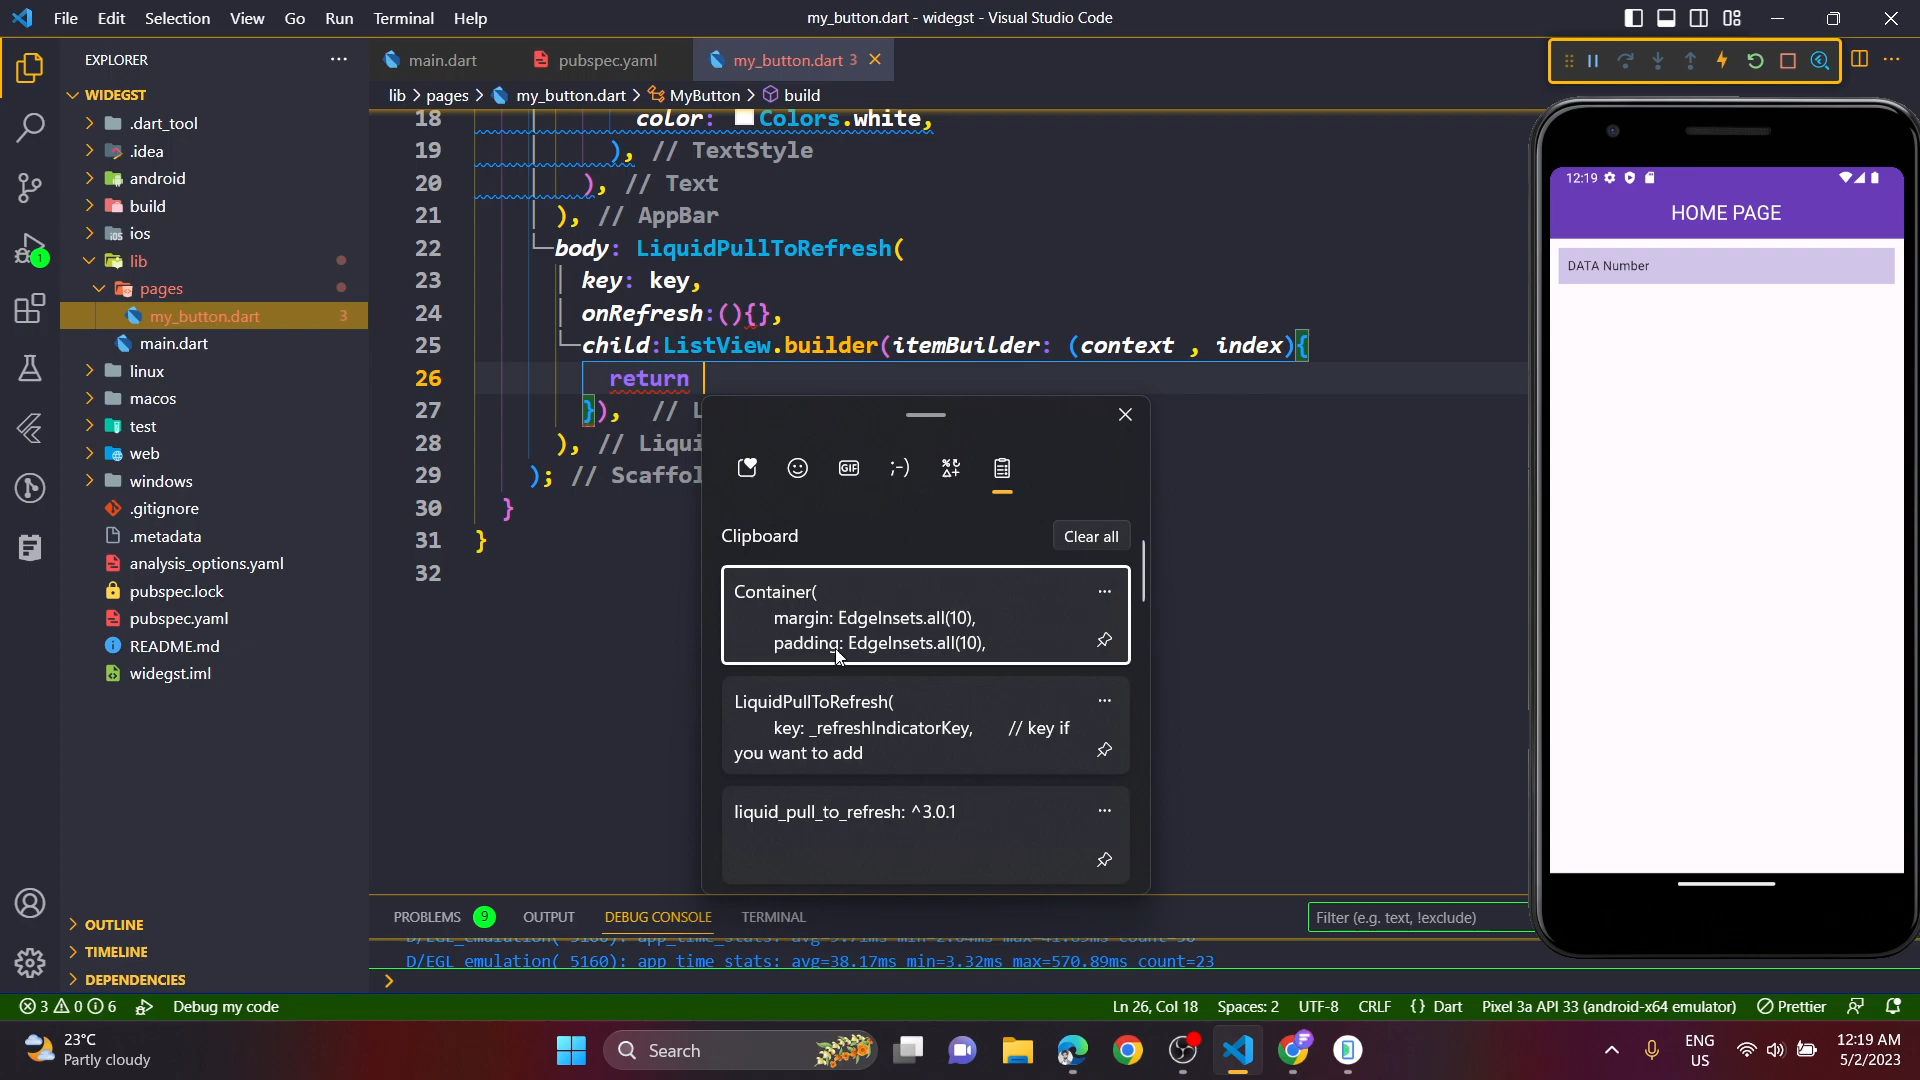 File Edit Selection View Go Run Terminal Help
my_button.dart - widegst - Visual Studio Code
EXPLORER
main.dart
pubspec.yaml
my_button.dart 3
WIDEGST
lib > pages > my_button.dart > MyButton > build
.dart_tool
.idea
android
build
ios
lib
pages
my_button.dart 3
main.dart
linux
macos
test
web
windows
.gitignore
.metadata
analysis_options.yaml
pubspec.lock
pubspec.yaml
README.md
widegst.iml
OUTLINE
TIMELINE
DEPENDENCIES
1
18 color: Colors.white,
19 ), // TextStyle
20 ), // Text
21 ), // AppBar
22 body: LiquidPullToRefresh(
23 key: key,
24 onRefresh:(){},
25 child:ListView.builder(itemBuilder: (context , index){
26 return
27 }), // L
28 ), // Liqui
29 ); // Scaffol
30 }
31 }
32
GIF
;-)
Clipboard
Clear all
Container(
margin: EdgeInsets.all(10),
padding: EdgeInsets.all(10),
LiquidPullToRefresh(
key: _refreshIndicatorKey, // key if
you want to add
liquid_pull_to_refresh: ^3.0.1
12:19
HOME PAGE
DATA Number
PROBLEMS 9 OUTPUT DEBUG CONSOLE TERMINAL
Filter (e.g. text, !exclude)
D/EGL_emulation( 5160): app_time_stats: avg=38.17ms min=3.32ms max=570.89ms count=23
>
3 0 6 Debug my code
Ln 26, Col 18 Spaces: 2 UTF-8 CRLF {} Dart Pixel 3a API 33 (android-x64 emulator) Prettier
23°C
Partly cloudy
Search
ENG
US
12:19 AM
5/2/2023